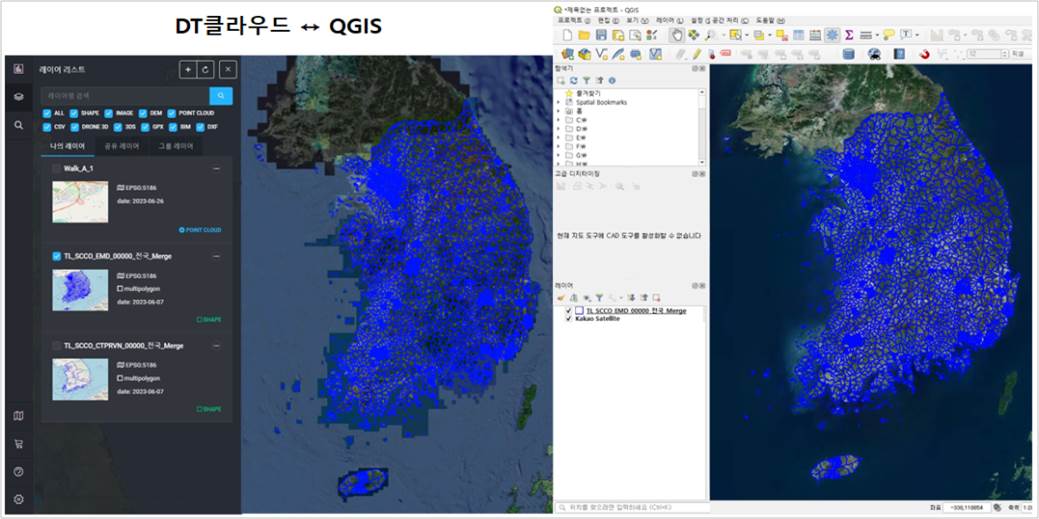 DT클라우드 ↔ QGIS
레이어 리스트
레이어명 검색
ALL SHAPE IMAGE DEM POINT CLOUD
CSV DRONE 3D 3DS GPX BIM DXF
나의 레이어 공유 레이어 그룹 레이어
Walk_A_1
EPSG:5186
date: 2023-06-26
POINT CLOUD
TL_SCCO_EMD_00000_전국_Merge
EPSG:5186
multipolygon
date: 2023-06-07
SHAPE
TL_SCCO_CTPRVN_00000_전국_Merge
EPSG:5186
multipolygon
date: 2023-06-07
SHAPE
*제목없는 프로젝트 - QGIS
프로젝트(J) 편집(E) 보기(V) 레이어(L) 설정(S) 공간 처리(C) 도움말(H)
탐색기
즐겨찾기
Spatial Bookmarks
홈
C:￦
D:￦
E:￦
F:￦
G:￦
고급 디지타이징
현재 지도 도구에 CAD 도구를 활성화할 수 없습니다
레이어
TL_SCCO_EMD_00000_전국_Merge
Kakao Satellite
위치를 찾으려면 입력하세요 (Ctrl+K)
좌표
축척